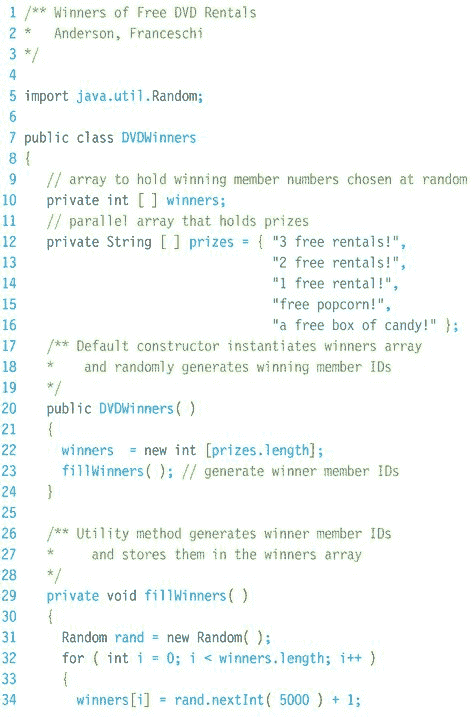 1 /** Winners of Free DVD Rentals
2 *   Anderson, Franceschi
3 */
4
5 import java.util.Random;
6
7 public class DVDWinners
8 {
9    // array to hold winning member numbers chosen at random
10    private int [ ] winners;
11    // parallel array that holds prizes
12    private String [ ] prizes = { "3 free rentals!",
13                                  "2 free rentals!",
14                                  "1 free rental!",
15                                  "free popcorn!",
16                                  "a free box of candy!" };
17    /** Default constructor instantiates winners array
18    *    and randomly generates winning member IDs
19    */
20    public DVDWinners( )
21    {
22      winners  = new int [prizes.length];
23      fillWinners( ); // generate winner member IDs
24    }
25
26    /** Utility method generates winner member IDs
27    *     and stores them in the winners array
28    */
29    private void fillWinners( )
30    {
31      Random rand = new Random( );
32      for ( int i = 0; i < winners.length; i++ )
33      {
34        winners[i] = rand.nextInt( 5000 ) + 1;